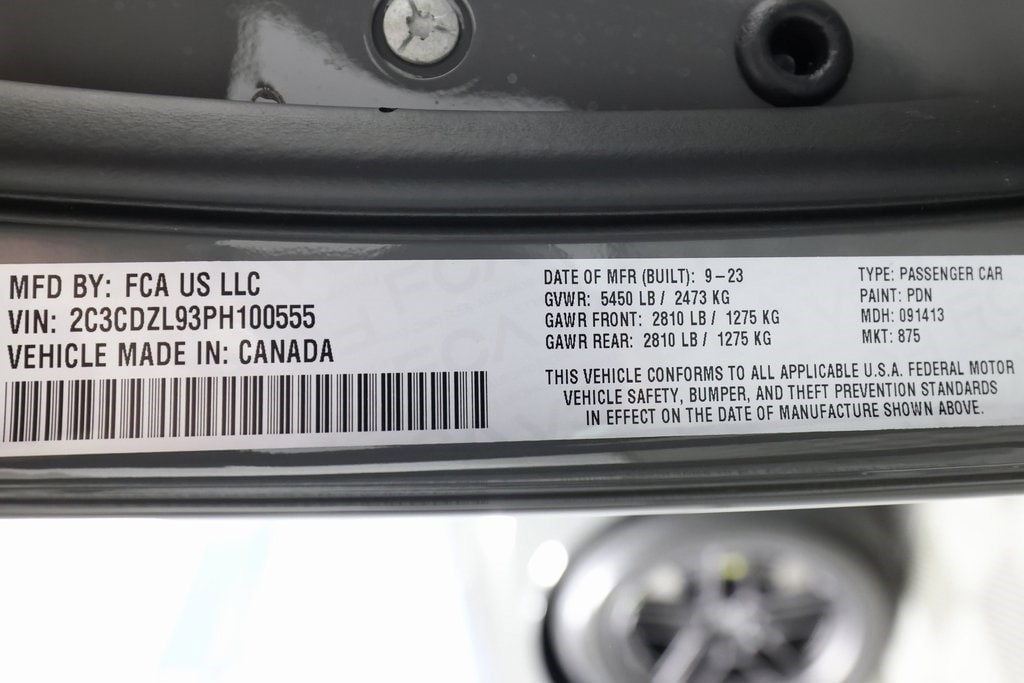 MFD BY: FCA US LLC
VIN: 2C3CDZL93PH100555
VEHICLE MADE IN: CANADA
DATE OF MFR (BUILT): 9-23
GVWR: 5450 LB / 2473 KG
GAWR FRONT: 2810 LB / 1275 KG
GAWR REAR: 2810 LB / 1275 KG
TYPE: PASSENGER CAR
PAINT: PDN
MDH: 091413
MKT: 875
THIS VEHICLE CONFORMS TO ALL APPLICABLE U.S.A. FEDERAL MOTOR
VEHICLE SAFETY, BUMPER, AND THEFT PREVENTION STANDARDS
IN EFFECT ON THE DATE OF MANUFACTURE SHOWN ABOVE.